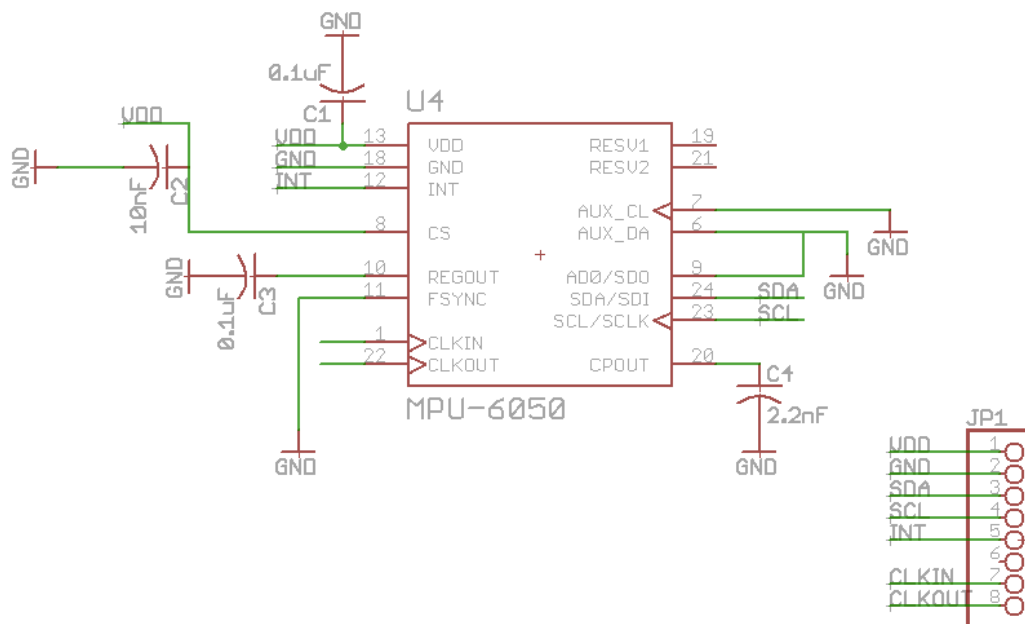 GND
0.1uF
C1
U4
VDD
GND
10nF
C2
VDD
GND
INT
13
18
12
8
10
11
1
22
VDD
GND
INT
CS
REGOUT
FSYNC
CLKIN
CLKOUT
RESV1
RESV2
AUX_CL
AUX_DA
AD0/SDO
SDA/SDI
SCL/SCLK
CPOUT
19
21
7
6
9
24
23
20
GND
GND
SDA
SCL
GND
0.1uF
C3
GND
MPU-6050
C4
2.2nF
GND
JP1
VDD 1
GND 2
SDA 3
SCL 4
INT 5
6
CLKIN 7
CLKOUT 8